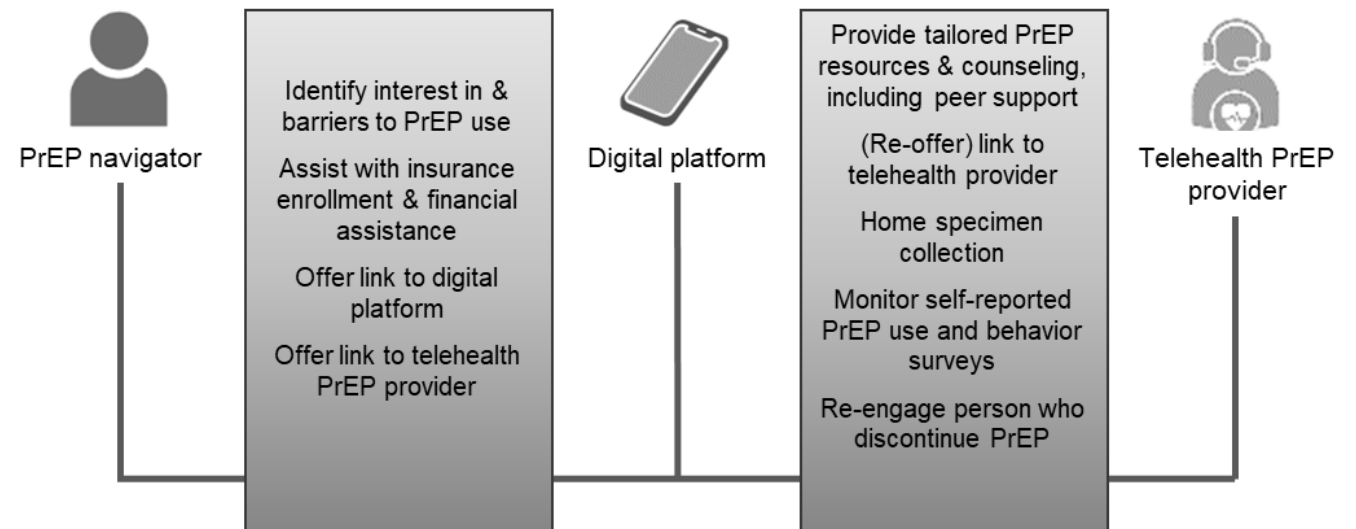 PrEP navigator
Identify interest in &
barriers to PrEP use
Assist with insurance
enrollment & financial
assistance
Offer link to digital
platform
Offer link to telehealth
PrEP provider
Digital platform
Provide tailored PrEP
resources & counseling,
including peer support
(Re-offer) link to
telehealth provider
Home specimen
collection
Monitor self-reported
PrEP use and behavior
surveys
Re-engage person who
discontinue PrEP
Telehealth PrEP
provider